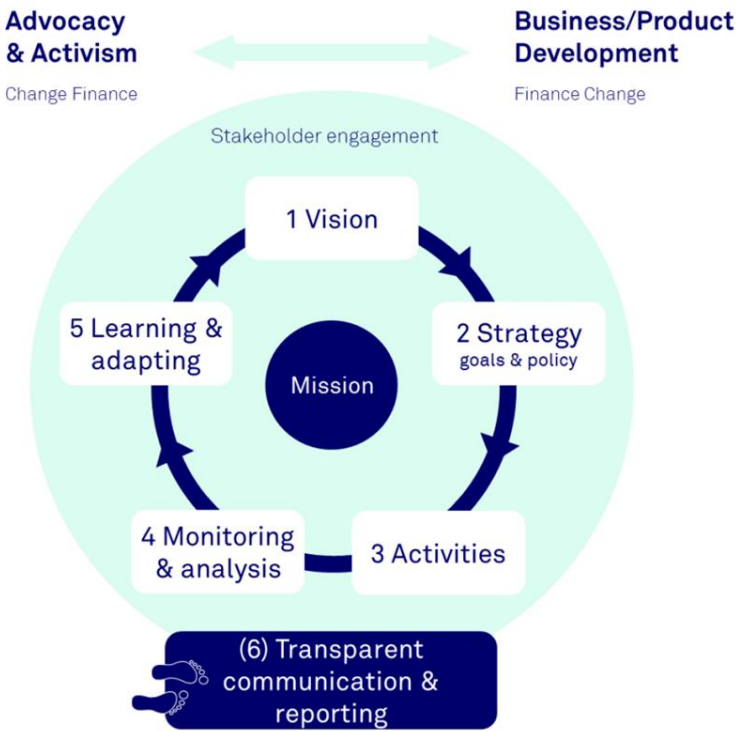 Advocacy
& Activism
Change Finance
Business/Product
Development
Finance Change
Stakeholder engagement
1 Vision
2 Strategy
goals & policy
3 Activities
4 Monitoring
& analysis
5 Learning &
adapting
Mission
(6) Transparent
communication &
reporting